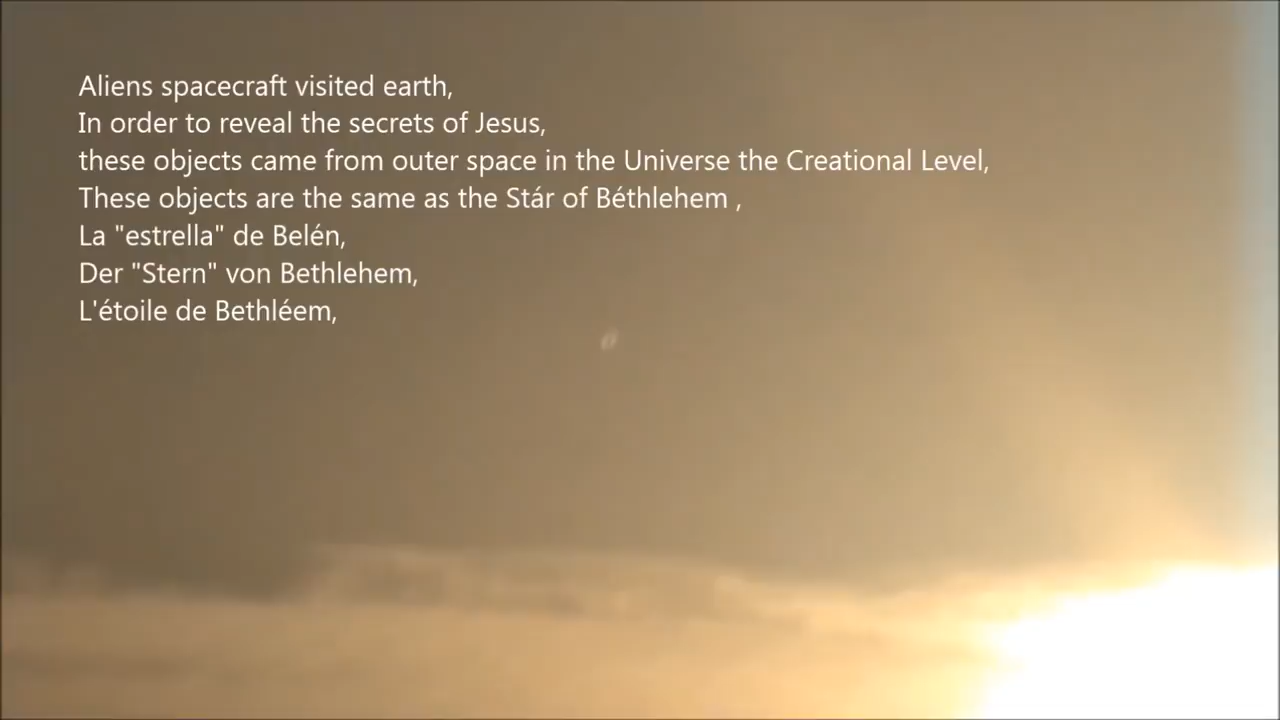 Aliens spacecraft visited earth,
In order to reveal the secrets of Jesus,
these objects came from outer space in the Universe the Creational Level,
These objects are the same as the Stár of Béthlehem ,
La "estrella" de Belén,
Der "Stern" von Bethlehem,
L'étoile de Bethléem,